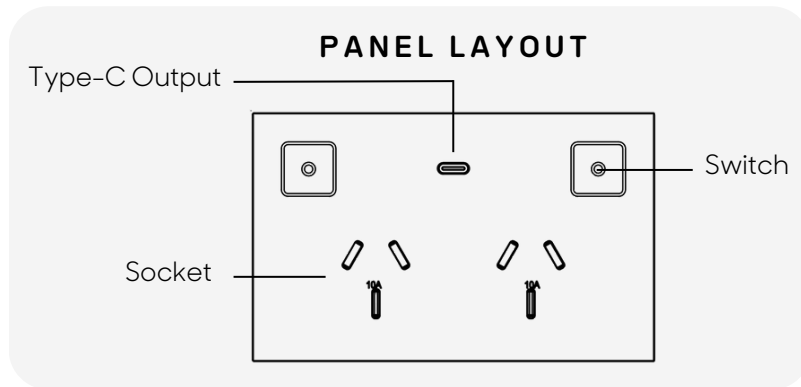 PANEL LAYOUT
Type-C Output
Switch
Socket
10A
10A